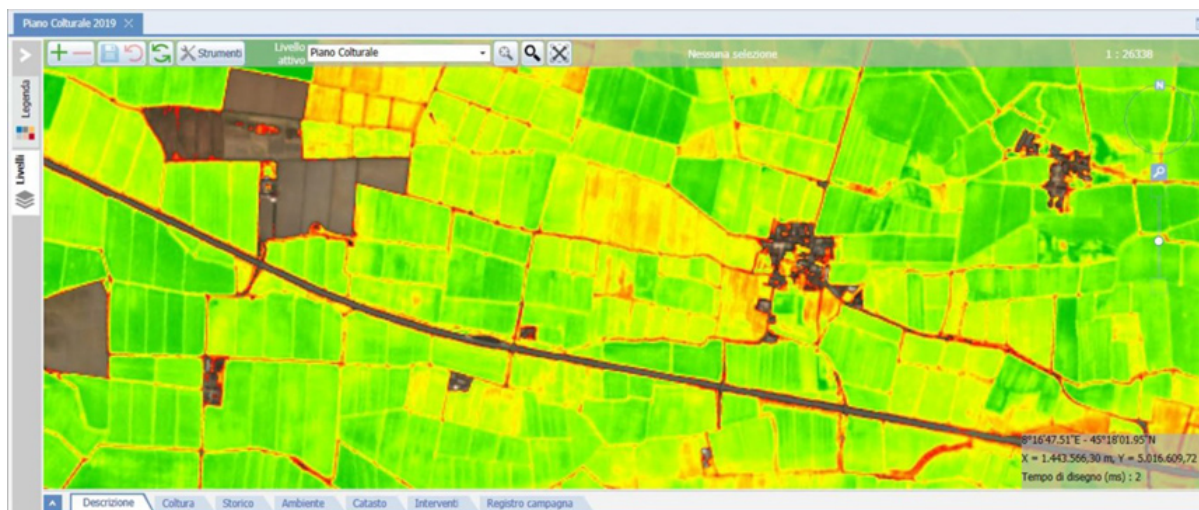 Piano Colturale 2019
Strumenti
Livello attivo
Piano Colturale
Nessuna selezione
1 : 26338
Legenda
Livelli
N
8°16'47.51"E - 45°18'01.95"N
X = 1.443.566,30 m, Y = 5.016.609,72
Tempo di disegno (ms) : 2
Descrizione
Coltura
Storico
Ambiente
Catasto
Interventi
Registro campagna